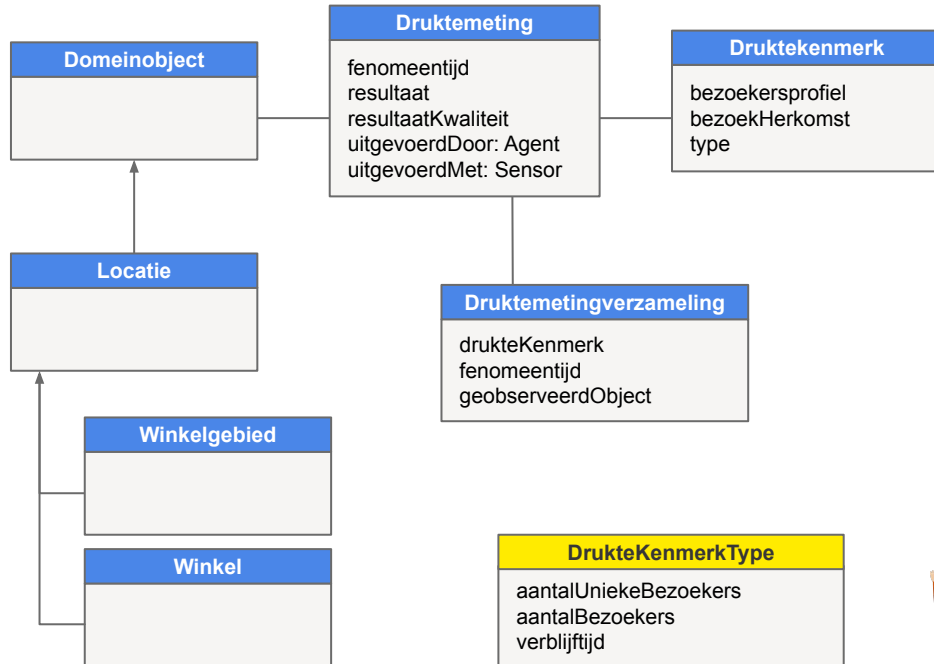 Druktemeting
fenomeentijd
resultaat
resultaatKwaliteit
uitgevoerdDoor: Agent
uitgevoerdMet: Sensor
Domeinobject
Druktekenmerk
bezoekersprofiel
bezoekHerkomst
type
Locatie
Druktemetingverzameling
drukteKenmerk
fenomeentijd
geobserveerdObject
Winkelgebied
Winkel
DrukteKenmerkType
aantalUniekeBezoekers
aantalBezoekers
verblijftijd